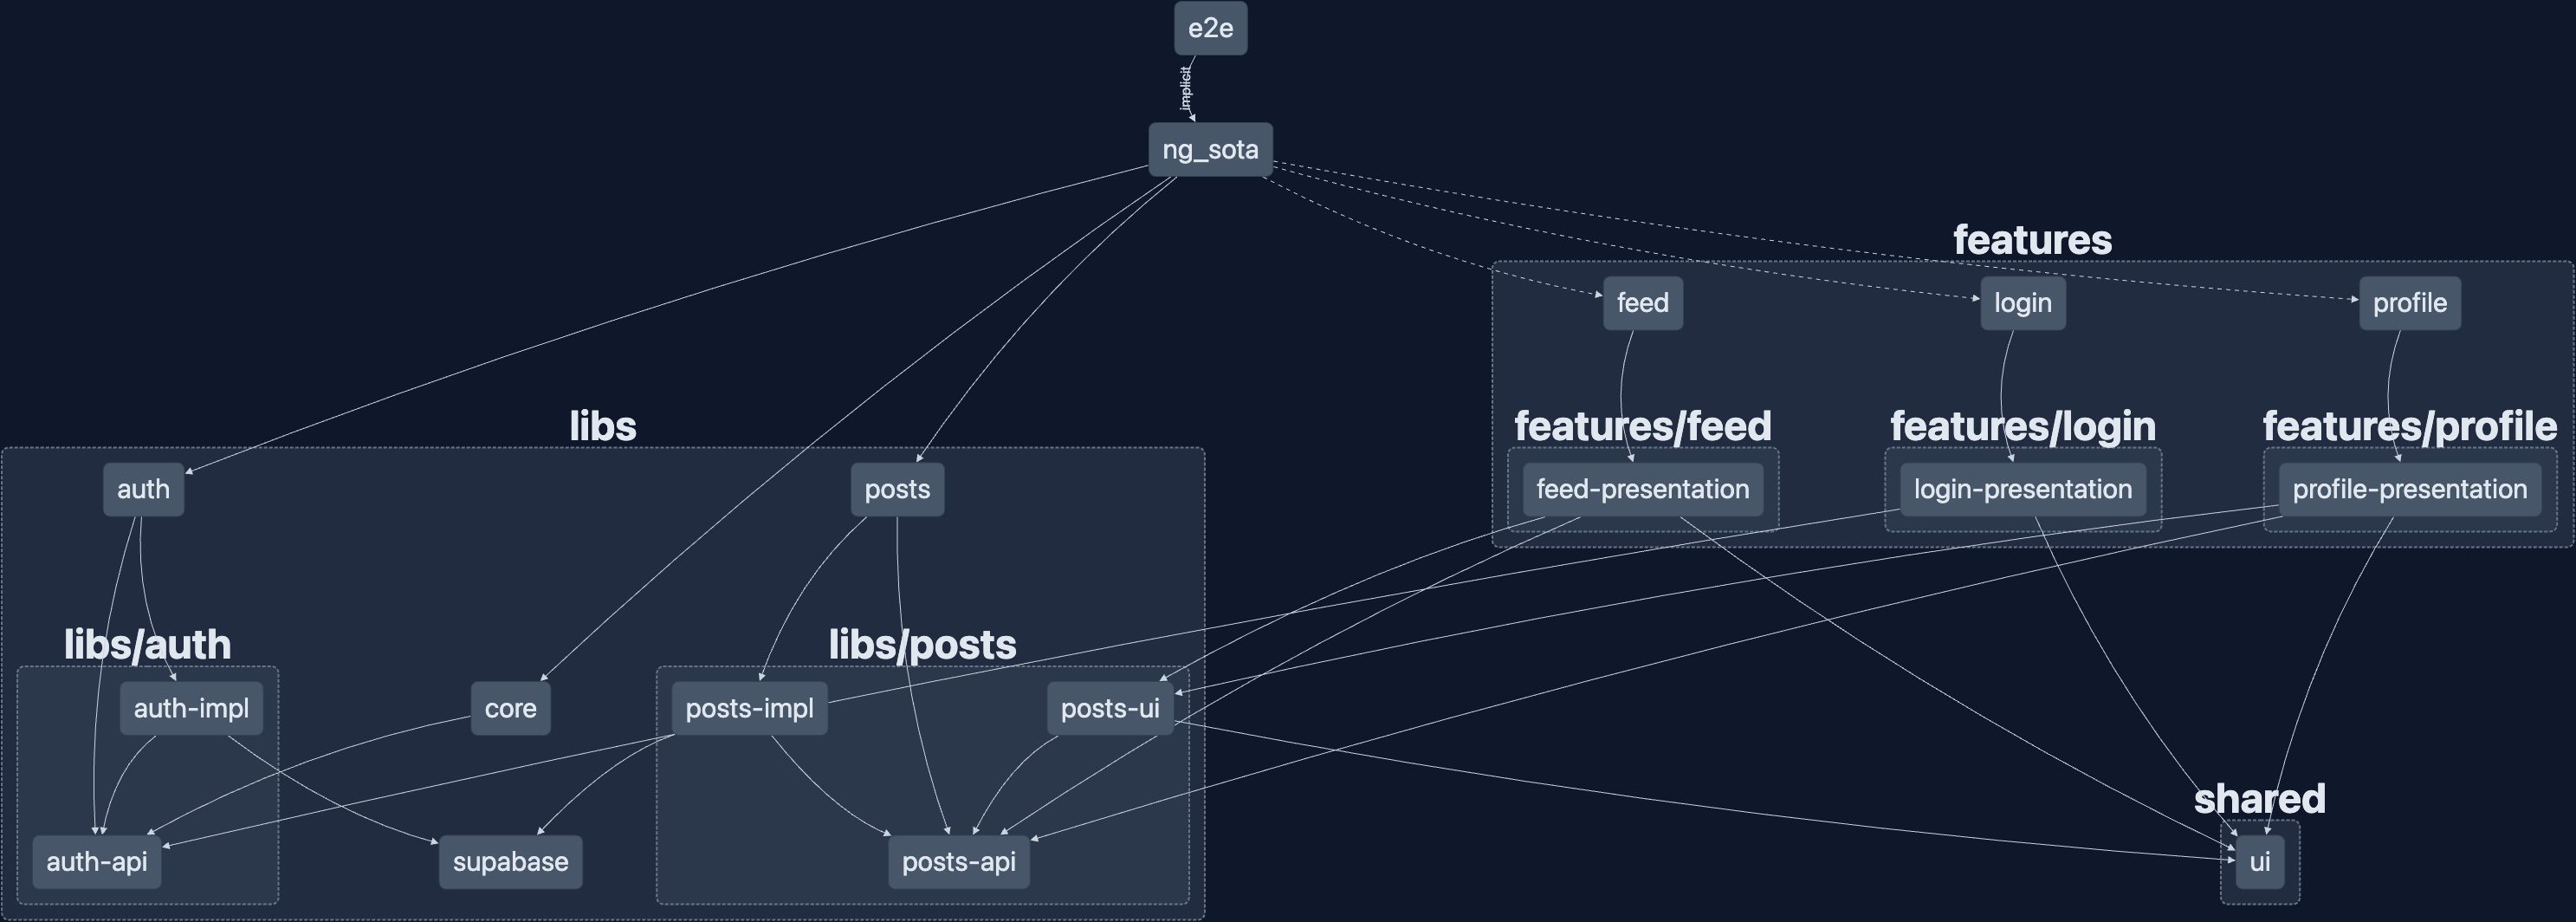 e2e
implicit
ng_sota
features
feed
login
profile
libs
features/feed
features/login
features/profile
auth
posts
feed-presentation
login-presentation
profile-presentation
libs/auth
libs/posts
auth-impl
core
posts-impl
posts-ui
shared
auth-api
supabase
posts-api
ui